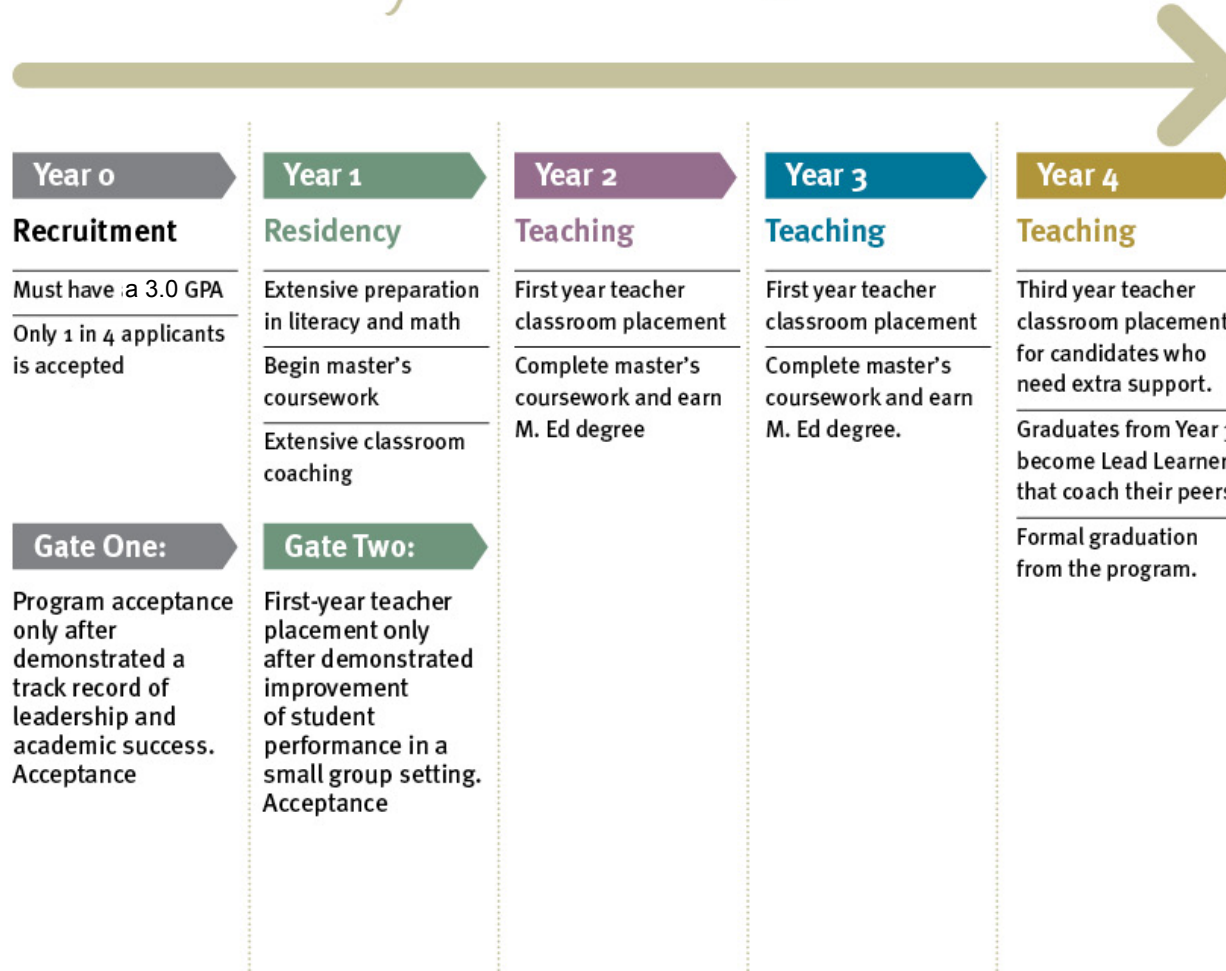 Year 0
Recruitment
Must have a 3.0 GPA
Only 1 in 4 applicants
is accepted
Gate One:
Program acceptance
only after
demonstrated a
track record of
leadership and
academic success.
Acceptance
Year 1
Residency
Extensive preparation
in literacy and math
Begin master's
coursework
Extensive classroom
coaching
Gate Two:
First-year teacher
placement only
after demonstrated
improvement
of student
performance in a
small group setting.
Acceptance
Year 2
Teaching
First year teacher
classroom placement
Complete master's
coursework and earn
M. Ed degree
Year 3
Teaching
First year teacher
classroom placement
Complete master's
coursework and earn
M. Ed degree.
Year 4
Teaching
Third year teacher
classroom placement
for candidates who
need extra support.
Graduates from Year
become Lead Learner
that coach their peers
Formal graduation
from the program.